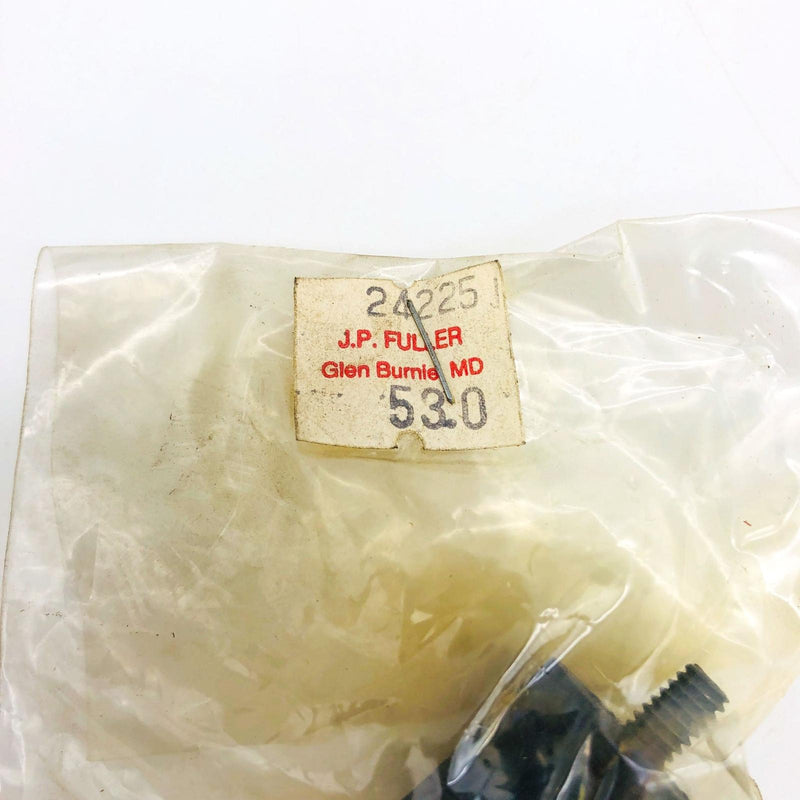 24225 J
J.P. FULLER
Glen Burnie, MD
530